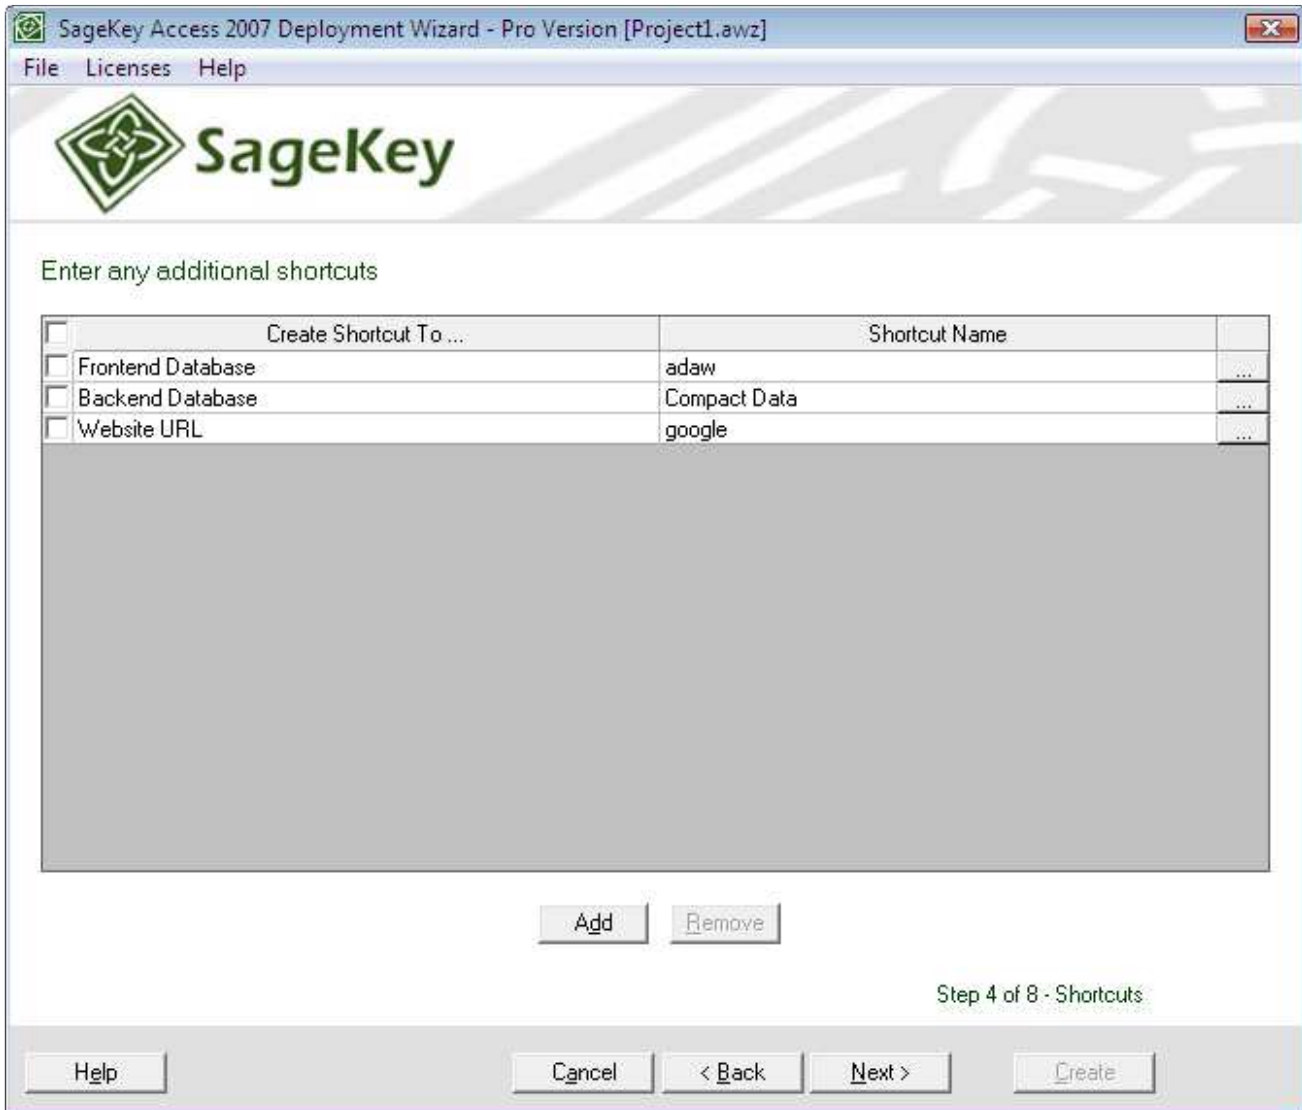 SageKey Access 2007 Deployment Wizard - Pro Version [Project1.awz]
File Licenses Help
SageKey
Enter any additional shortcuts
Create Shortcut To ... Shortcut Name
Frontend Database adaw ...
Backend Database Compact Data ...
Website URL google ...
Add Remove
Step 4 of 8 - Shortcuts
Help Cancel < Back Next > Create